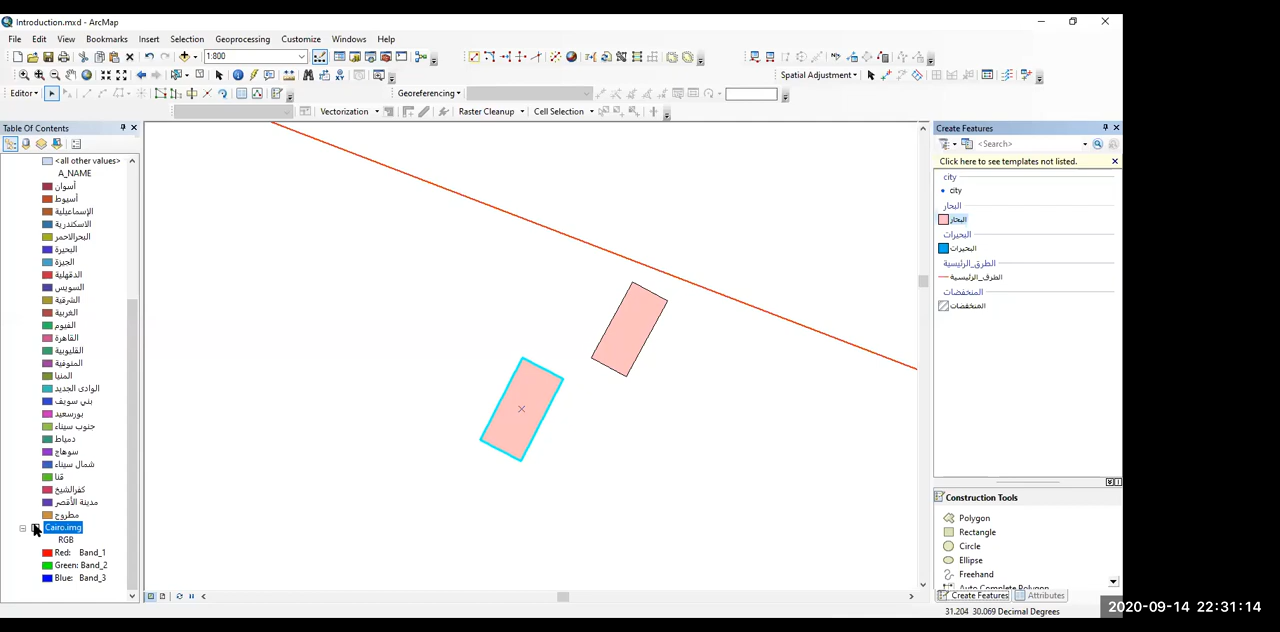 Introduction.mxd - ArcMap
File Edit View Bookmarks Insert Selection Geoprocessing Customize Windows Help
1:800
Spatial Adjustment
Editor
Georeferencing
Vectorization Raster Cleanup Cell Selection
Table Of Contents
<all other values>
A_NAME
أسوان
أسيوط
الإسماعيلية
الاسكندرية
البحرالاحمر
البحيرة
الجيزة
الدقهلية
السويس
الشرقية
الغربية
الفيوم
القاهرة
القليوبية
المنوفية
المنيا
الوادى الجديد
بني سويف
بورسعيد
جنوب سيناء
دمياط
سوهاج
شمال سيناء
قنا
كفرالشيخ
مدينة الأقصر
مطروح
Cairo.img
RGB
Red: Band_1
Green: Band_2
Blue: Band_3
Create Features
<Search>
Click here to see templates not listed.
city
city
البحار
البحار
البحيرات
البحيرات
الطرق_الرئيسية
الطرق_الرئيسية
المنخفضات
المنخفضات
Construction Tools
Polygon
Rectangle
Circle
Ellipse
Freehand
Auto Complete Polygon
Create Features Attributes
31.204 30.069 Decimal Degrees
2020-09-14 22:31:14